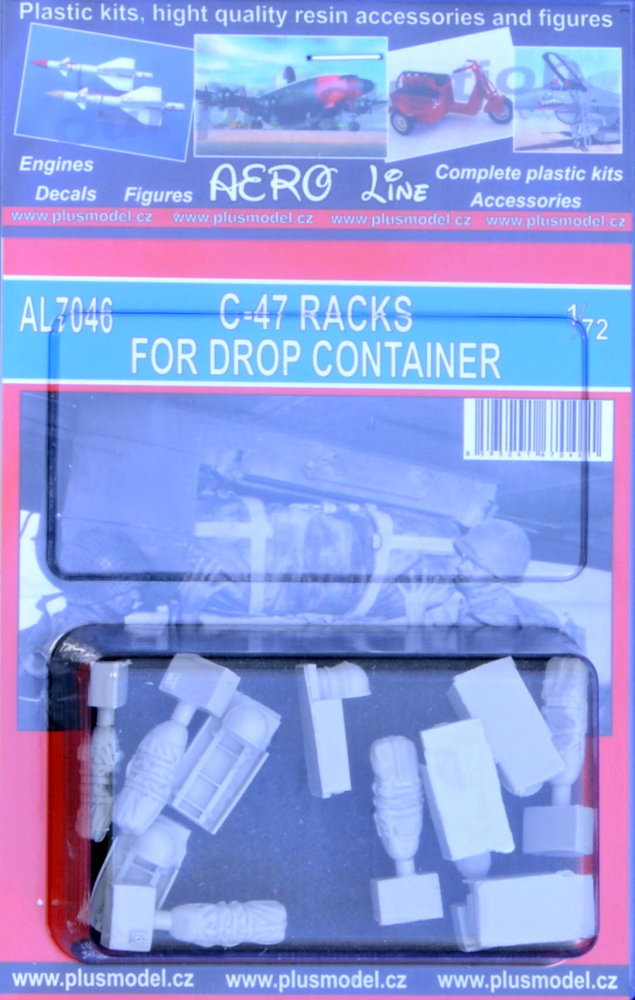 Plastic kits, hight quality resin accessories and figures
Engines
Decals Figures AERO Line Complete plastic kits
Accessories
www.plusmodel.cz www.plusmodel.cz www.plusmodel.cz www.plusmodel.cz
AL7046 C-47 RACKS 1/72
FOR DROP CONTAINER
www.plusmodel.cz www.plusmodel.cz www.plusmodel.cz